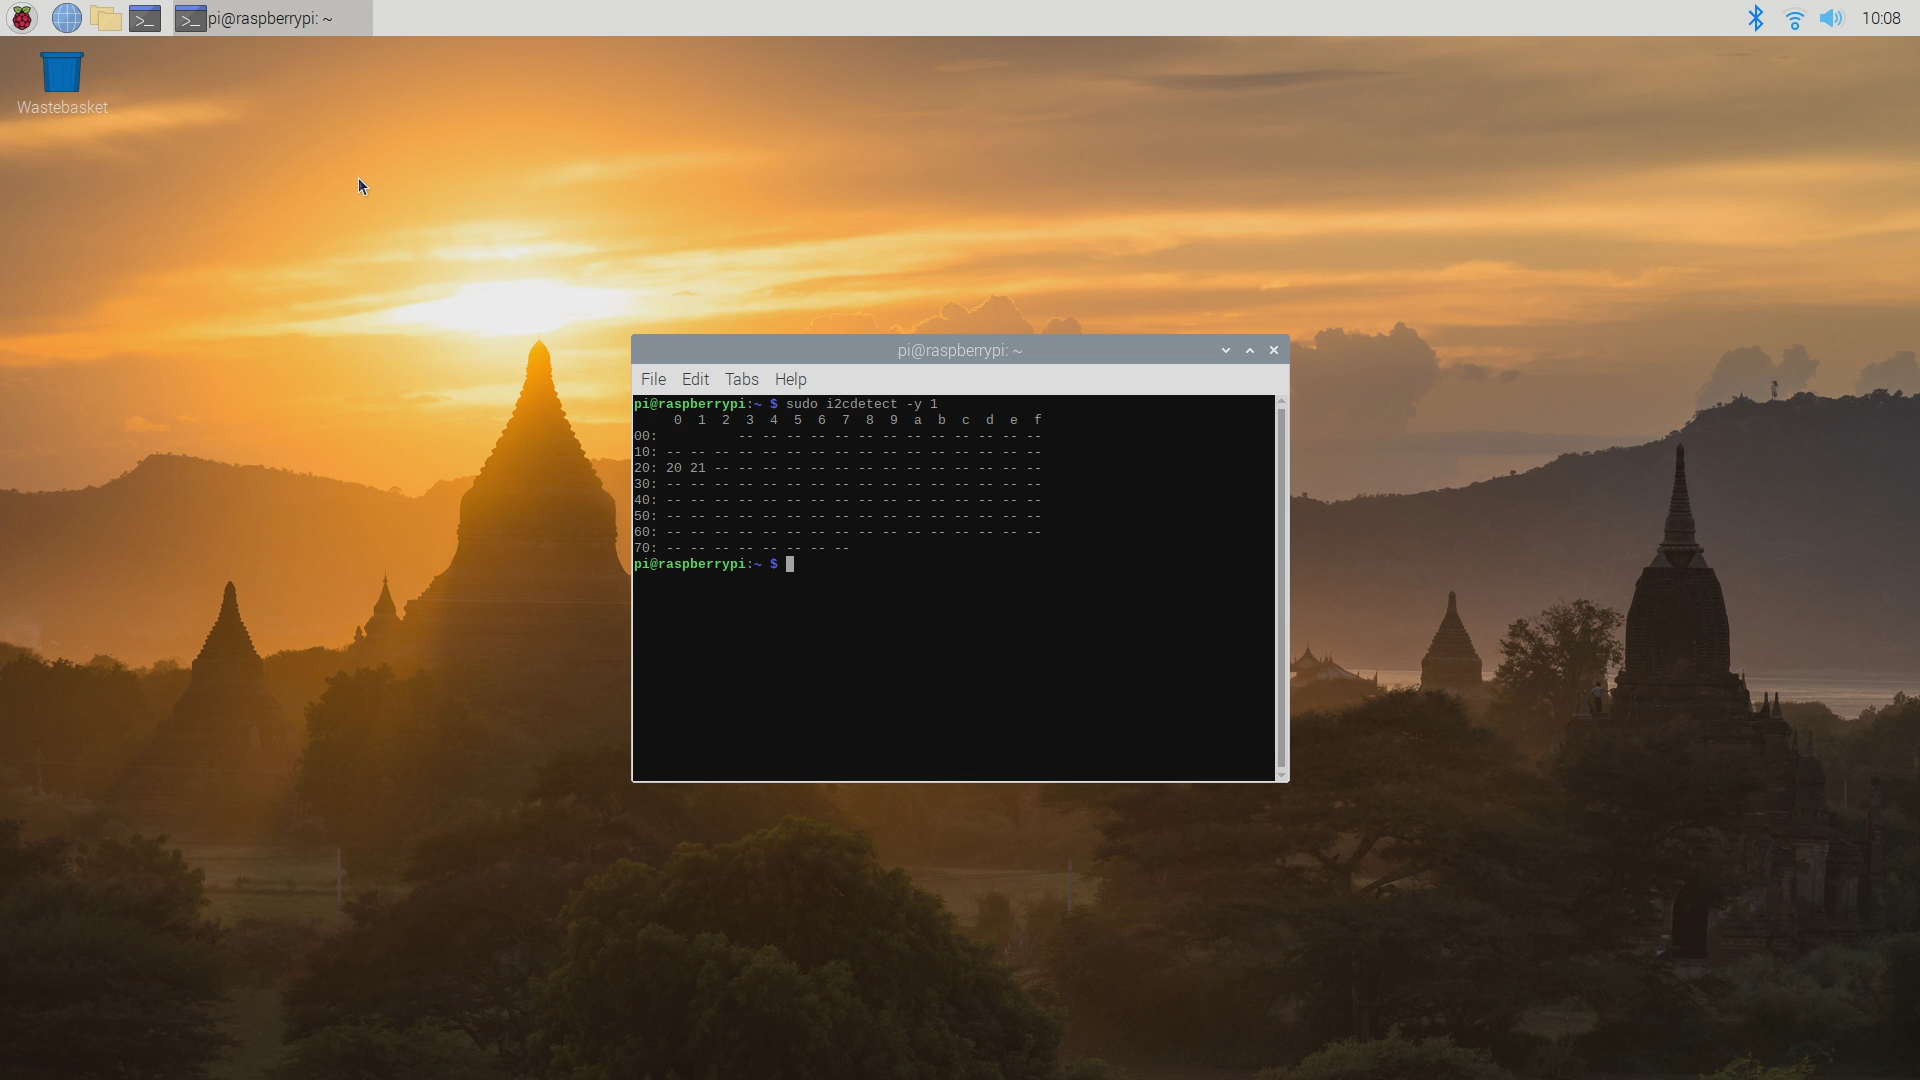 pi@raspberrypi: ~
10:08
Wastebasket
pi@raspberrypi: ~
File Edit Tabs Help
pi@raspberrypi:~ $ sudo i2cdetect -y 1
     0  1  2  3  4  5  6  7  8  9  a  b  c  d  e  f
00:          -- -- -- -- -- -- -- -- -- -- -- -- --
10: -- -- -- -- -- -- -- -- -- -- -- -- -- -- -- --
20: 20 21 -- -- -- -- -- -- -- -- -- -- -- -- -- --
30: -- -- -- -- -- -- -- -- -- -- -- -- -- -- -- --
40: -- -- -- -- -- -- -- -- -- -- -- -- -- -- -- --
50: -- -- -- -- -- -- -- -- -- -- -- -- -- -- -- --
60: -- -- -- -- -- -- -- -- -- -- -- -- -- -- -- --
70: -- -- -- -- -- -- -- --
pi@raspberrypi:~ $